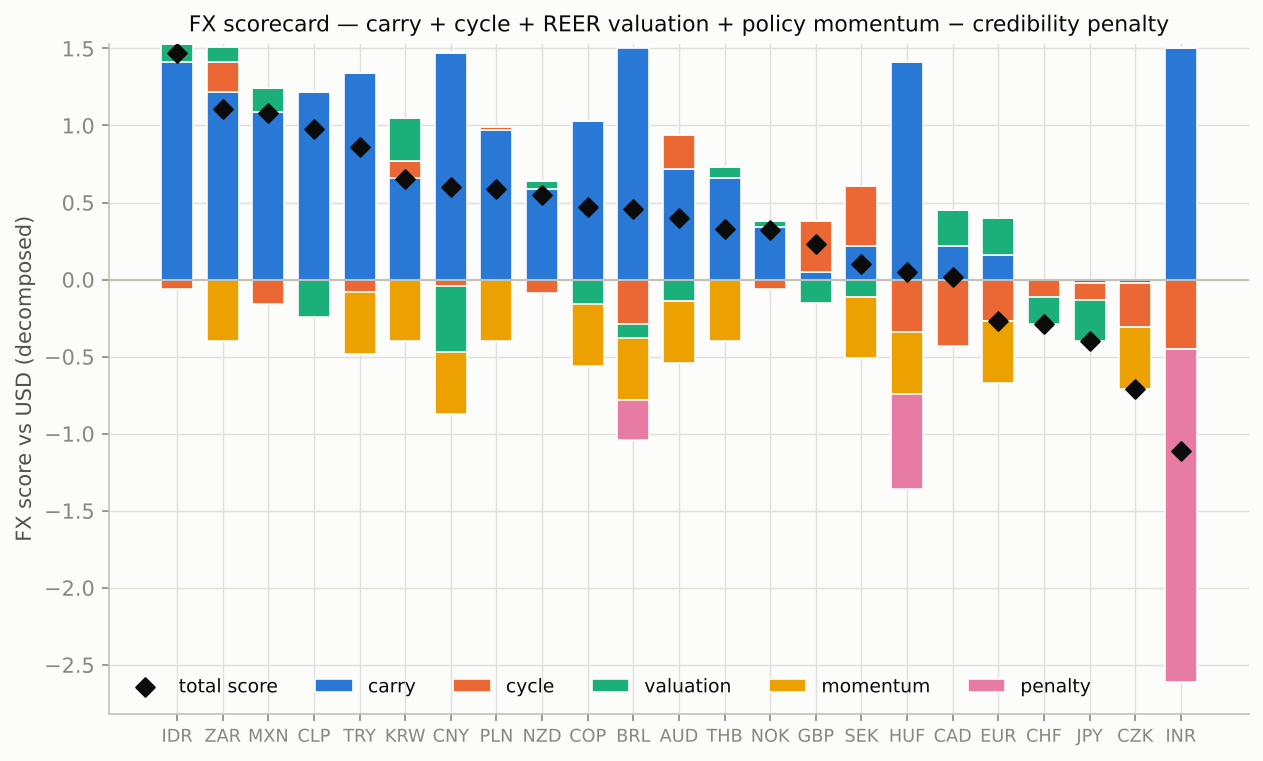 FX scorecard — carry + cycle + REER valuation + policy momentum − credibility penalty
FX score vs USD (decomposed)
1.5
1.0
0.5
0.0
−0.5
−1.0
−1.5
−2.0
−2.5
total score carry cycle valuation momentum penalty
IDR ZAR MXN CLP TRY KRW CNY PLN NZD COP BRL AUD THB NOK GBP SEK HUF CAD EUR CHF JPY CZK INR